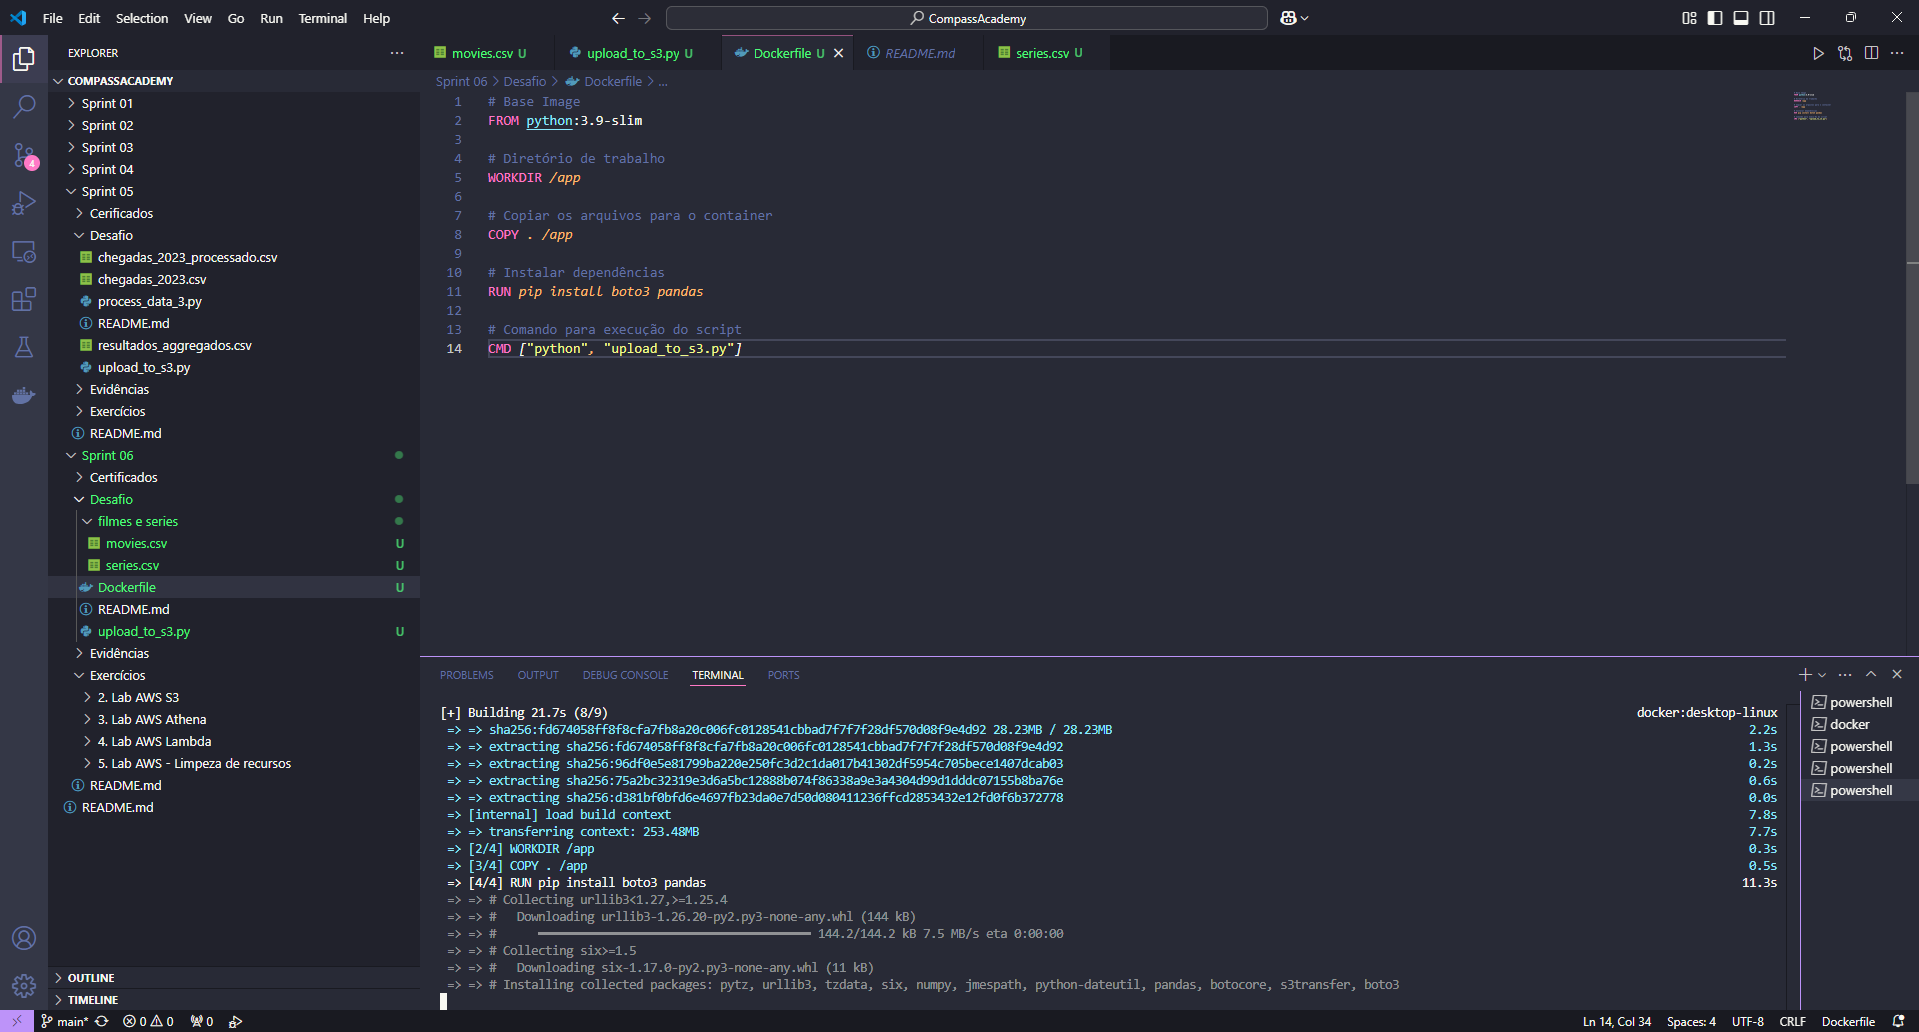 File Edit Selection View Go Run Terminal Help
CompassAcademy
EXPLORER
COMPASSACADEMY
Sprint 01
Sprint 02
Sprint 03
Sprint 04
Sprint 05
Cerificados
Desafio
chegadas_2023_processado.csv
chegadas_2023.csv
process_data_3.py
README.md
resultados_aggregados.csv
upload_to_s3.py
Evidências
Exercícios
README.md
Sprint 06
Certificados
Desafio
filmes e series
movies.csv U
series.csv U
Dockerfile U
README.md
upload_to_s3.py U
Evidências
Exercícios
2. Lab AWS S3
3. Lab AWS Athena
4. Lab AWS Lambda
5. Lab AWS - Limpeza de recursos
README.md
README.md
OUTLINE
TIMELINE
4
movies.csv U upload_to_s3.py U Dockerfile U README.md series.csv U
Sprint 06 > Desafio > Dockerfile > ...
1 # Base Image
2 FROM python:3.9-slim
3
4 # Diretório de trabalho
5 WORKDIR /app
6
7 # Copiar os arquivos para o container
8 COPY . /app
9
10 # Instalar dependências
11 RUN pip install boto3 pandas
12
13 # Comando para execução do script
14 CMD ["python", "upload_to_s3.py"]
PROBLEMS OUTPUT DEBUG CONSOLE TERMINAL PORTS
[+] Building 21.7s (8/9) docker:desktop-linux
=> => sha256:fd674058ff8f8cfa7fb8a20c006fc0128541cbbad7f7f7f28df570d08f9e4d92 28.23MB / 28.23MB 2.2s
=> => extracting sha256:fd674058ff8f8cfa7fb8a20c006fc0128541cbbad7f7f7f28df570d08f9e4d92 1.3s
=> => extracting sha256:96df0e5e81799ba220e250fc3d2c1da017b41302df5954c705bece1407dcab03 0.2s
=> => extracting sha256:75a2bc32319e3d6a5bc12888b074f86338a9e3a4304d99d1dddc07155b8ba76e 0.6s
=> => extracting sha256:d381bf0bfd6e4697fb23da0e7d50d080411236ffcd2853432e12fd0f6b372778 0.0s
=> [internal] load build context 7.8s
=> => transferring context: 253.48MB 7.7s
=> [2/4] WORKDIR /app 0.3s
=> [3/4] COPY . /app 0.5s
=> [4/4] RUN pip install boto3 pandas 11.3s
=> => # Collecting urllib3<1.27,>=1.25.4
=> => # Downloading urllib3-1.26.20-py2.py3-none-any.whl (144 kB)
=> => # 144.2/144.2 kB 7.5 MB/s eta 0:00:00
=> => # Collecting six>=1.5
=> => # Downloading six-1.17.0-py2.py3-none-any.whl (11 kB)
=> => # Installing collected packages: pytz, urllib3, tzdata, six, numpy, jmespath, python-dateutil, pandas, botocore, s3transfer, boto3
powershell
docker
powershell
powershell
powershell
main* 0 0 0 Ln 14, Col 34 Spaces: 4 UTF-8 CRLF Dockerfile